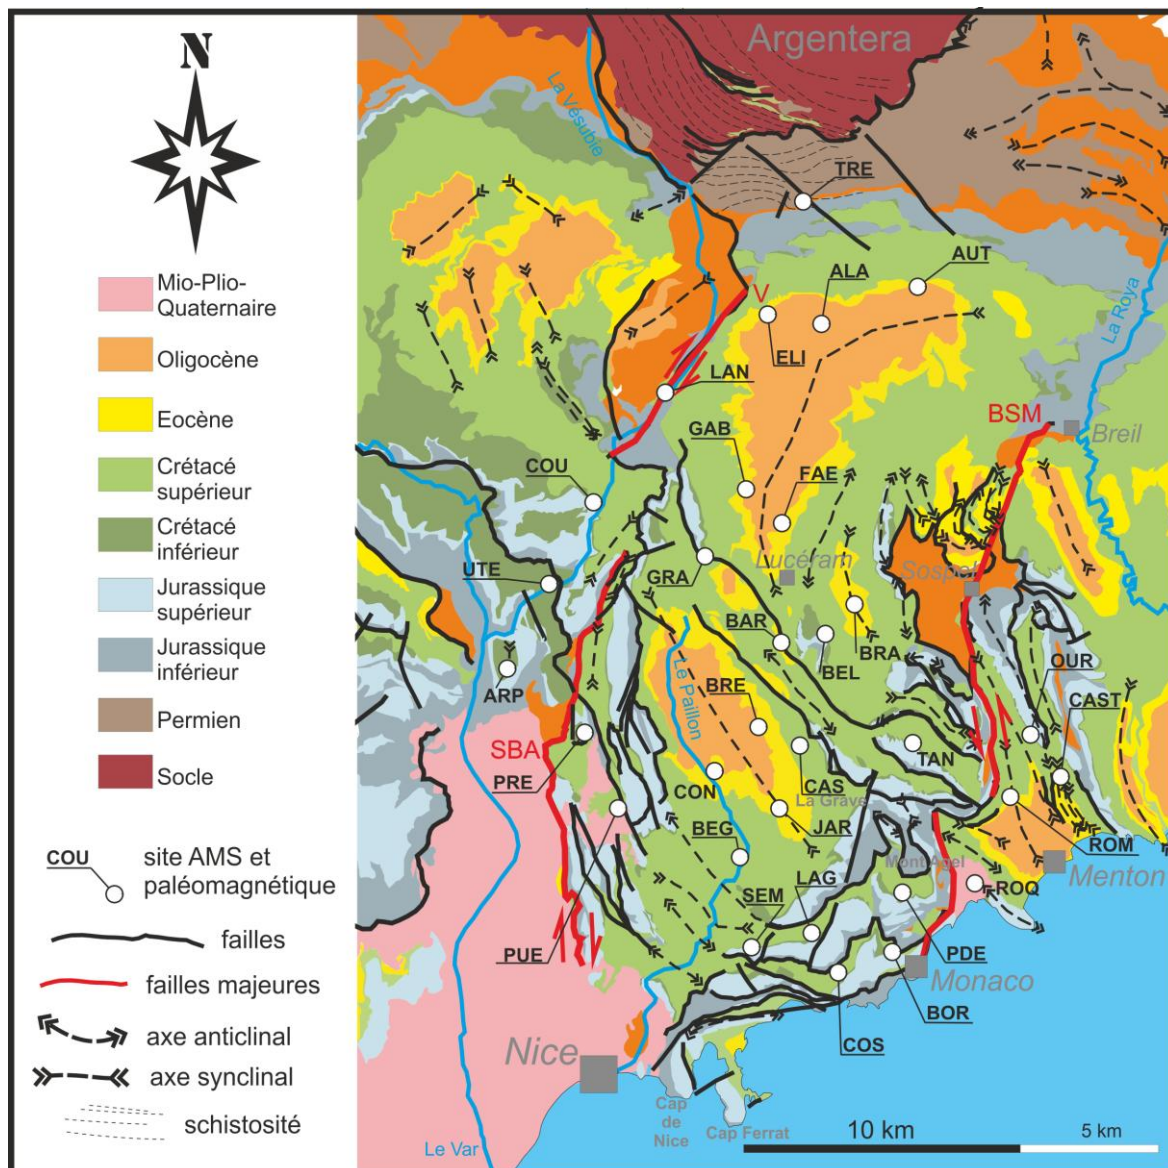 N
Mio-Plio-
Quaternaire
Oligocène
Eocène
Crétacé
supérieur
Crétacé
inférieur
Jurassique
supérieur
Jurassique
inférieur
Permien
Socle
COU
site AMS et
paléomagnétique
failles
failles majeures
axe anticlinal
axe synclinal
schistosité
Argentera
La Vésubie
TRE
AUT
ALA
La Roya
V
ELI
LAN
BSM
Breil
GAB
COU
FAE
UTE
Lucéram
Sospel
GRA
BAR
BRA
BEL
OUR
ARP
Le Paillon
BRE
CAST
SBA
TAN
PRE
CON
CAS
La Grave
JAR
BEG
ROM
Mont Agel
Menton
LAG
ROQ
SEM
PUE
PDE
Monaco
BOR
COS
Nice
Cap
de
Nice
Cap Ferrat
10 km
5 km
Le Var